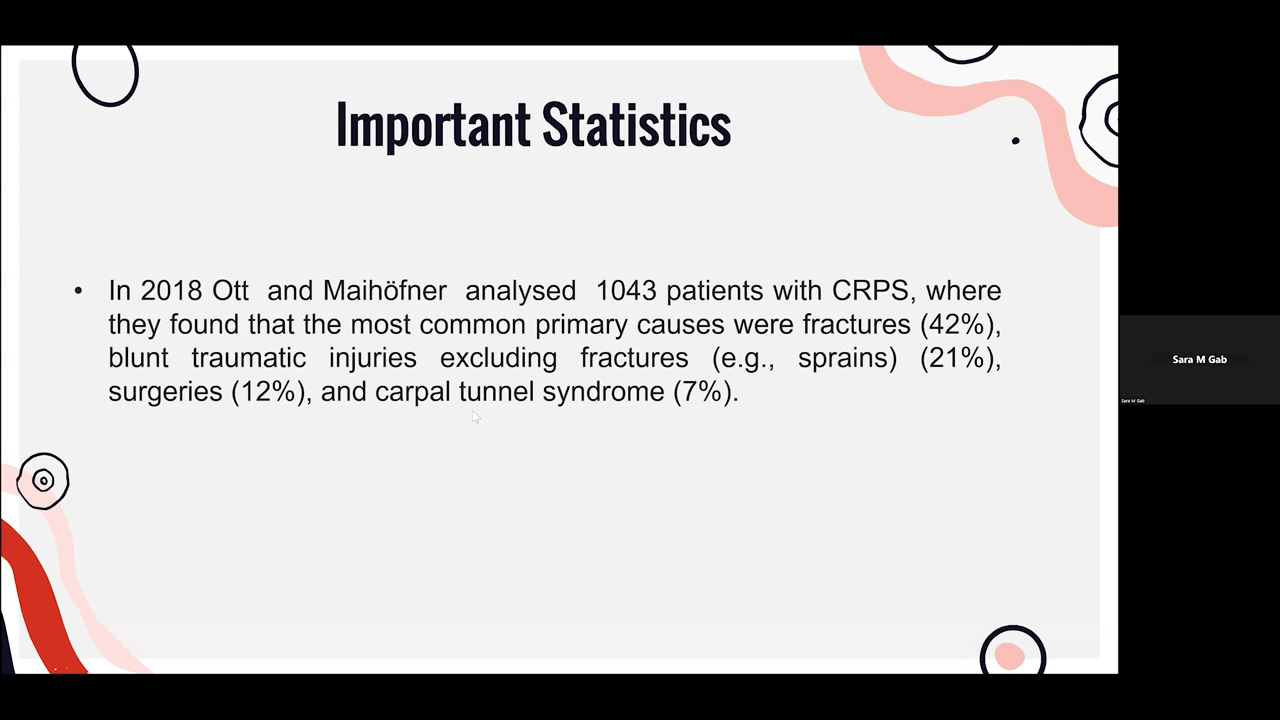 Important Statistics
• In 2018 Ott and Maihöfner analysed 1043 patients with CRPS, where
they found that the most common primary causes were fractures (42%),
blunt traumatic injuries excluding fractures (e.g., sprains) (21%),
surgeries (12%), and carpal tunnel syndrome (7%).
Sara M Gab
Sara M Gab